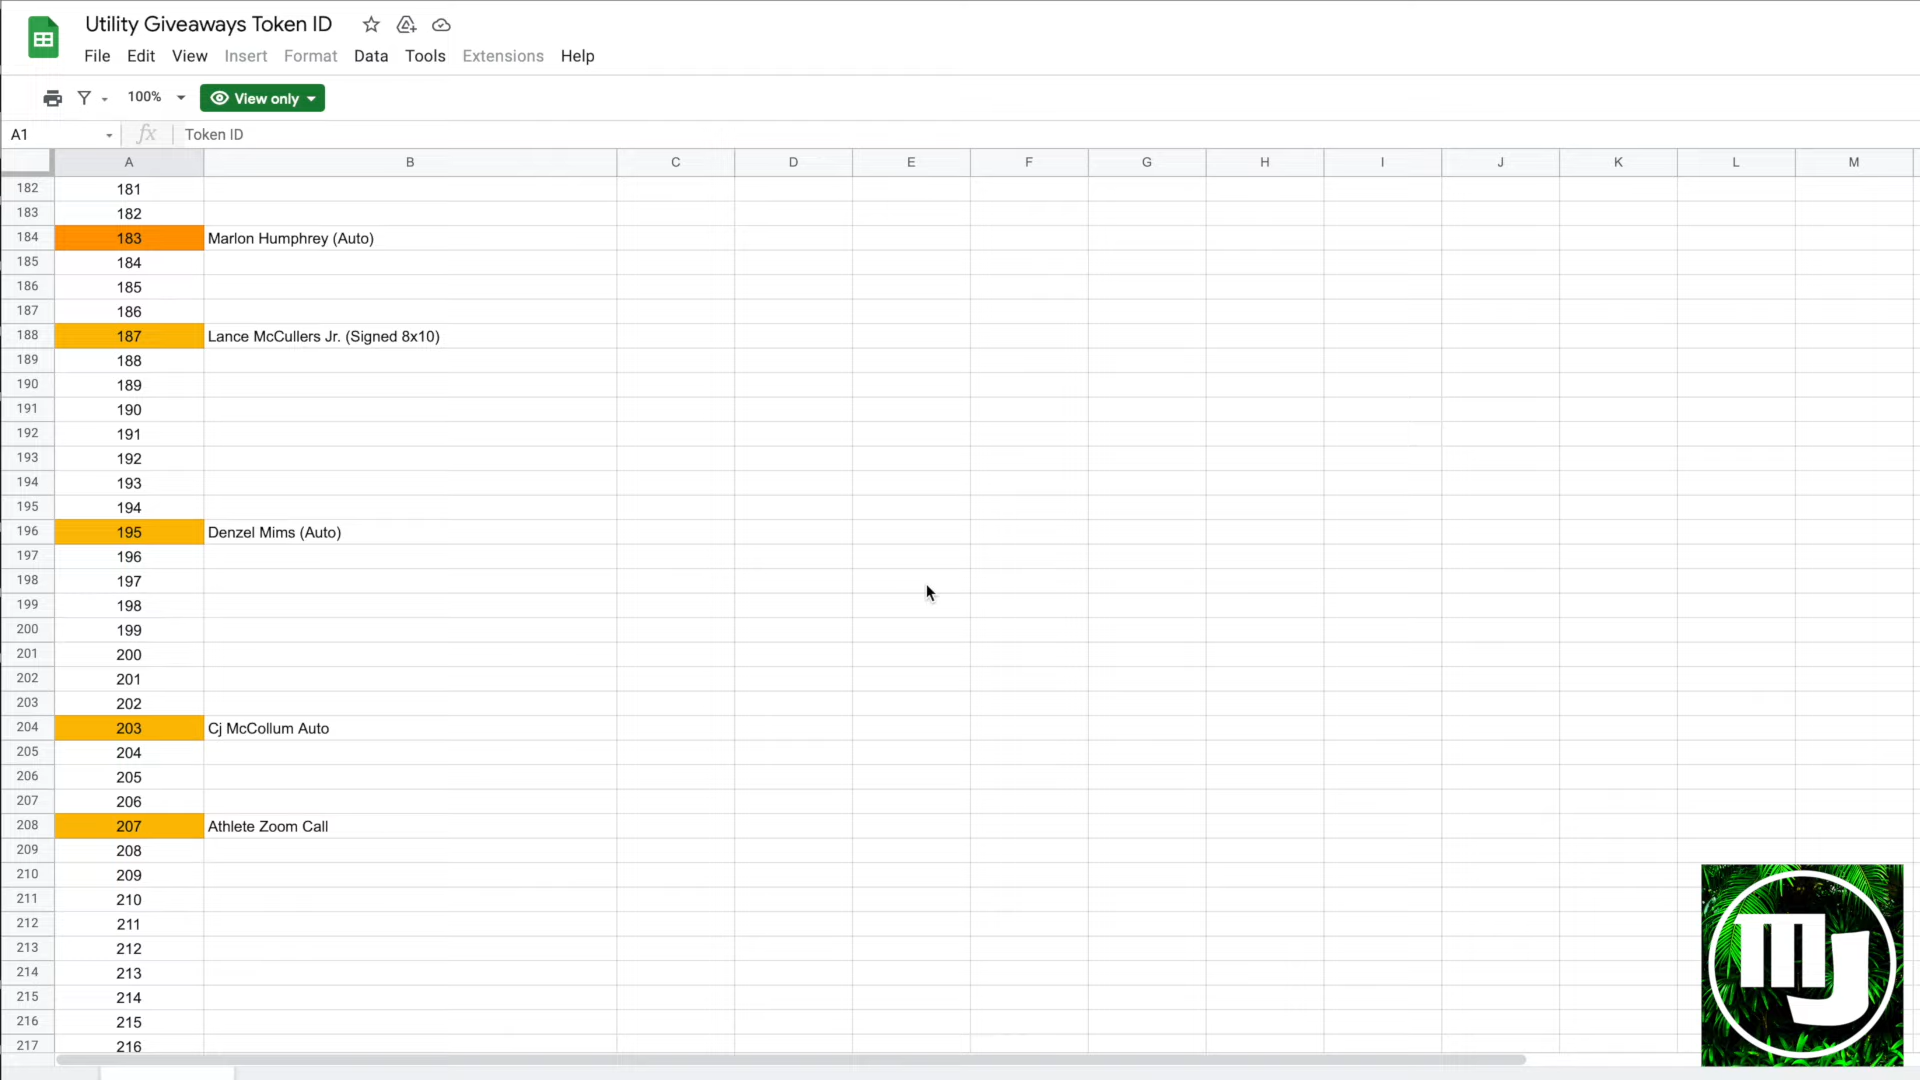 Utility Giveaways Token ID
File Edit View Insert Format Data Tools Extensions Help
100% View only
A1 fx Token ID
A B C D E F G H I J K L M
182 181
183 182
184 183 Marlon Humphrey (Auto)
185 184
186 185
187 186
188 187 Lance McCullers Jr. (Signed 8x10)
189 188
190 189
191 190
192 191
193 192
194 193
195 194
196 195 Denzel Mims (Auto)
197 196
198 197
199 198
200 199
201 200
202 201
203 202
204 203 Cj McCollum Auto
205 204
206 205
207 206
208 207 Athlete Zoom Call
209 208
210 209
211 210
212 211
213 212
214 213
215 214
216 215
217 216
MJ